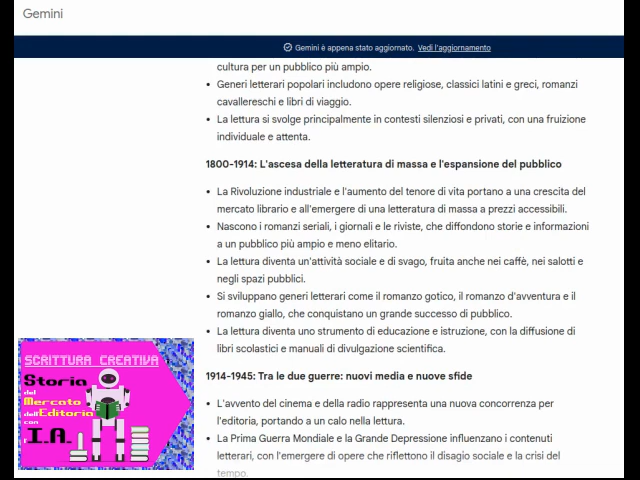 Gemini
Gemini è appena stato aggiornato. Vedi l'aggiornamento
cultura per un pubblico più ampio.
• Generi letterari popolari includono opere religiose, classici latini e greci, romanzi
cavallereschi e libri di viaggio.
• La lettura si svolge principalmente in contesti silenziosi e privati, con una fruizione
individuale e attenta.
1800-1914: L'ascesa della letteratura di massa e l'espansione del pubblico
• La Rivoluzione industriale e l'aumento del tenore di vita portano a una crescita del
mercato librario e all'emergere di una letteratura di massa a prezzi accessibili.
• Nascono i romanzi seriali, i giornali e le riviste, che diffondono storie e informazioni
a un pubblico più ampio e meno elitario.
• La lettura diventa un'attività sociale e di svago, fruita anche nei caffè, nei salotti e
negli spazi pubblici.
• Si sviluppano generi letterari come il romanzo gotico, il romanzo d'avventura e il
romanzo giallo, che conquistano un grande successo di pubblico.
• La lettura diventa uno strumento di educazione e istruzione, con la diffusione di
libri scolastici e manuali di divulgazione scientifica.
1914-1945: Tra le due guerre: nuovi media e nuove sfide
• L'avvento del cinema e della radio rappresenta una nuova concorrenza per
l'editoria, portando a un calo nella lettura.
• La Prima Guerra Mondiale e la Grande Depressione influenzano i contenuti
letterari, con l'emergere di opere che riflettono il disagio sociale e la crisi del
tempo.
SCRITTURA CREATIVA
Storia
del
Mercato
dell'Editoria
con
l'I.A.